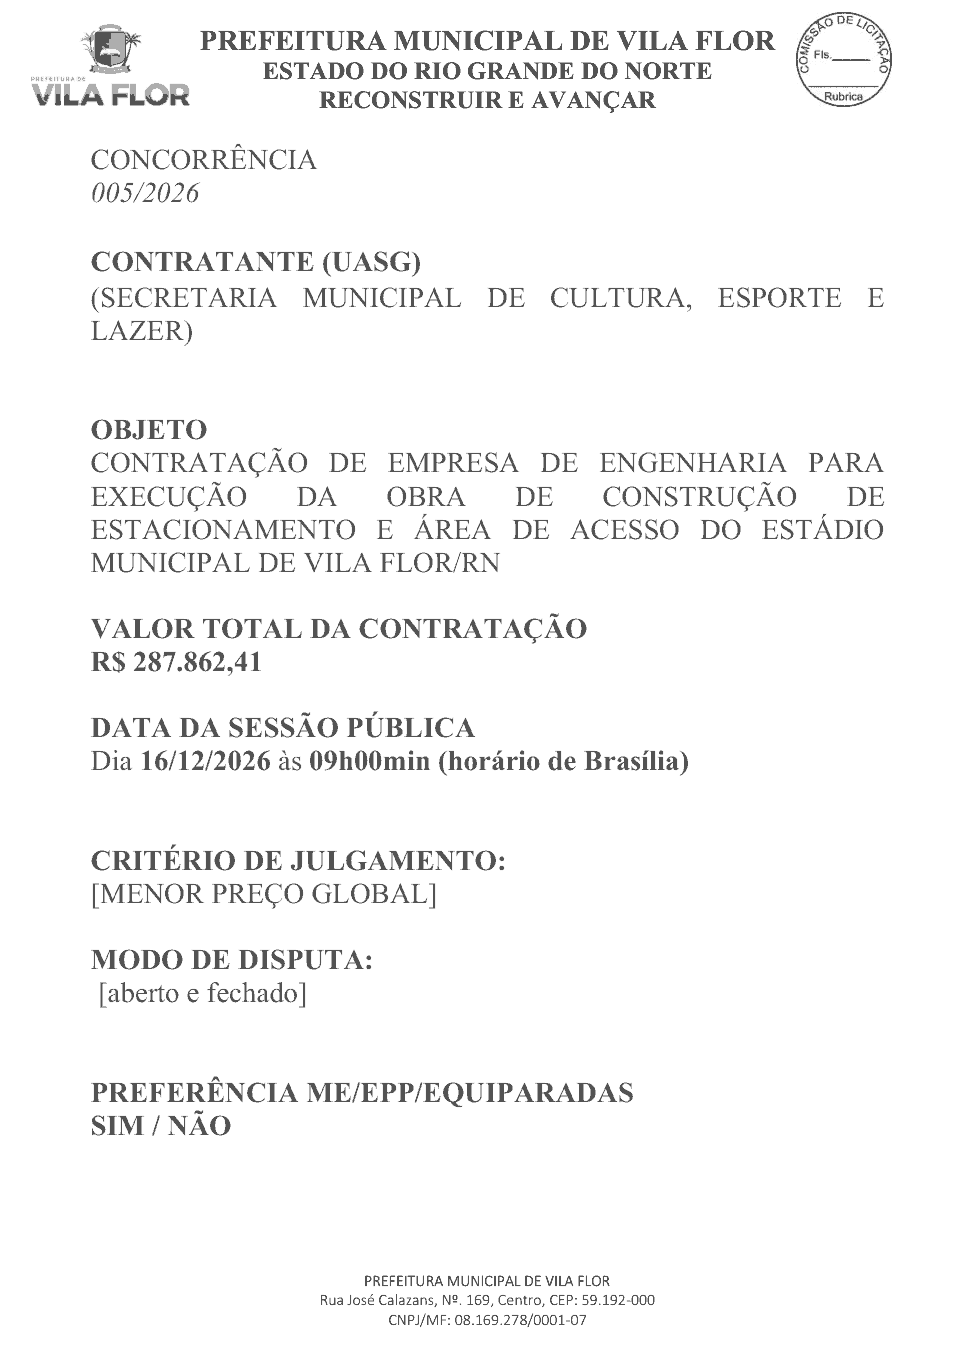 PREFEITURA DE
VILA FLOR
PREFEITURA MUNICIPAL DE VILA FLOR
ESTADO DO RIO GRANDE DO NORTE
RECONSTRUIR E AVANÇAR
COMISSÃO DE LICITAÇÃO
Fls.______
Rubrica
CONCORRÊNCIA
005/2026
CONTRATANTE (UASG)
(SECRETARIA MUNICIPAL DE CULTURA, ESPORTE E
LAZER)
OBJETO
CONTRATAÇÃO DE EMPRESA DE ENGENHARIA PARA
EXECUÇÃO DA OBRA DE CONSTRUÇÃO DE
ESTACIONAMENTO E ÁREA DE ACESSO DO ESTÁDIO
MUNICIPAL DE VILA FLOR/RN
VALOR TOTAL DA CONTRATAÇÃO
R$ 287.862,41
DATA DA SESSÃO PÚBLICA
Dia 16/12/2026 às 09h00min (horário de Brasília)
CRITÉRIO DE JULGAMENTO:
[MENOR PREÇO GLOBAL]
MODO DE DISPUTA:
[aberto e fechado]
PREFERÊNCIA ME/EPP/EQUIPARADAS
SIM / NÃO
PREFEITURA MUNICIPAL DE VILA FLOR
Rua José Calazans, Nº. 169, Centro, CEP: 59.192-000
CNPJ/MF: 08.169.278/0001-07